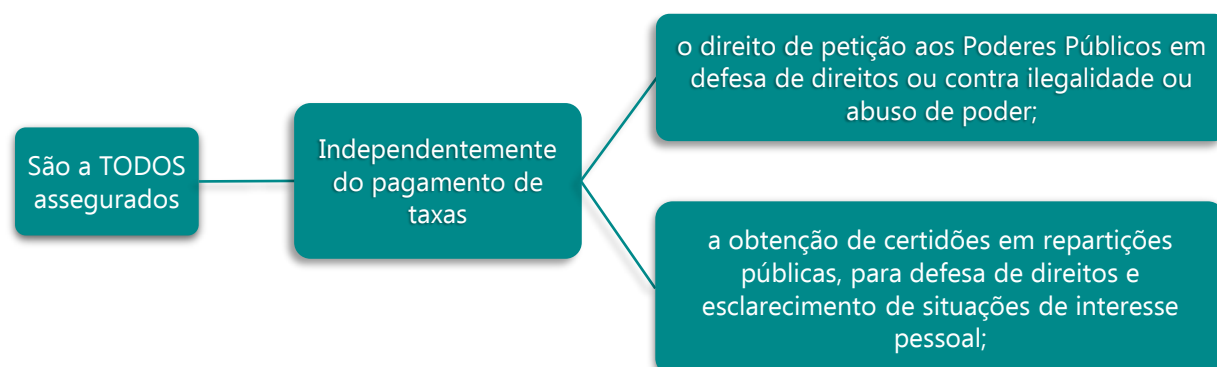 São a TODOS
assegurados
Independentemente
do pagamento de
taxas
o direito de petição aos Poderes Públicos em
defesa de direitos ou contra ilegalidade ou
abuso de poder;
a obtenção de certidões em repartições
públicas, para defesa de direitos e
esclarecimento de situações de interesse
pessoal;